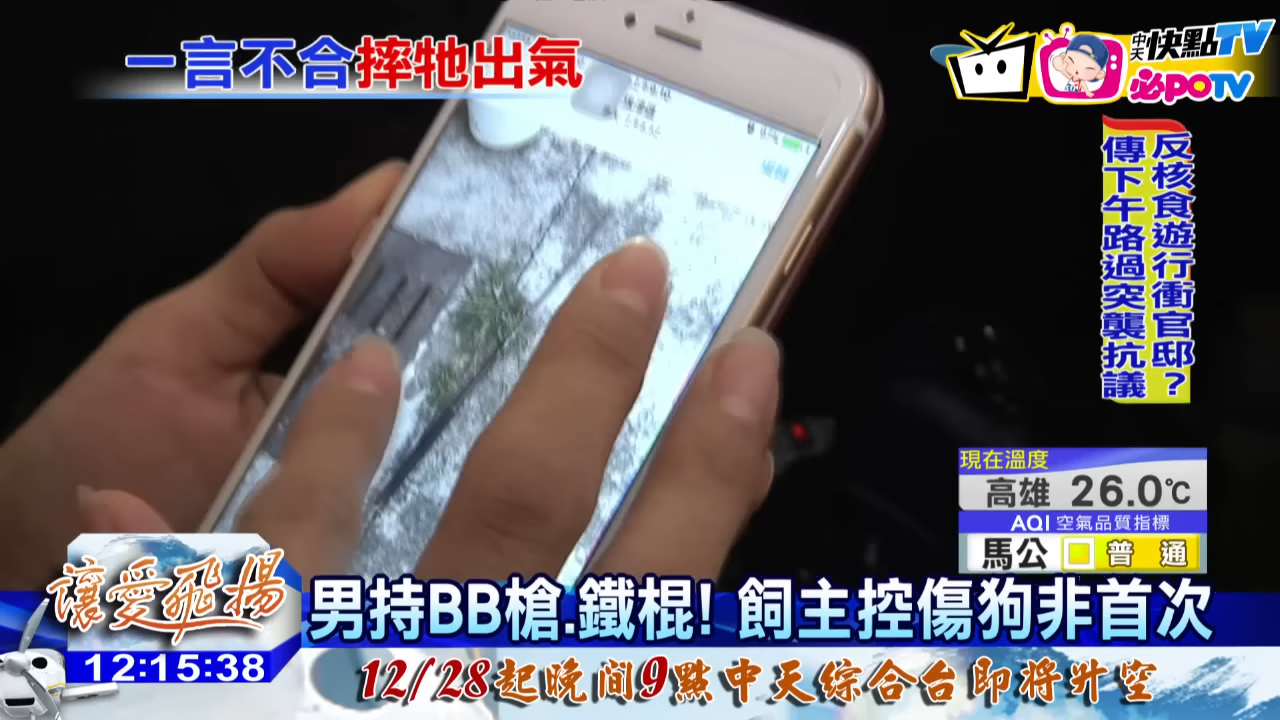 一言不合摔牠出氣
中天快點TV
必POTV
反核食遊行衝官邸？
傳下午路過突襲抗議
現在溫度
高雄 26.0℃
AQI 空氣品質指標
馬公 普通
讓愛飛揚
男持BB槍.鐵棍! 飼主控傷狗非首次
12:15:38
12/28起晚间9點中天綜合台即將升空